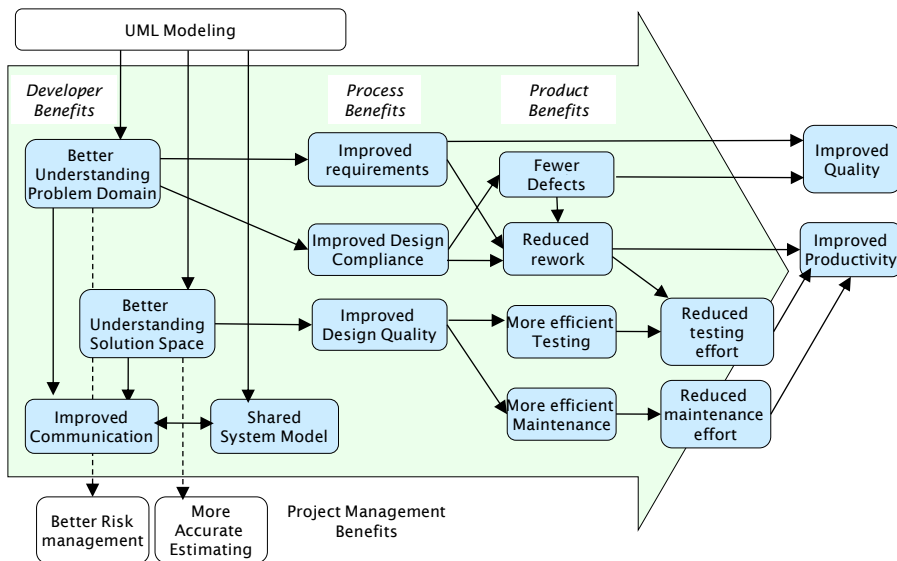 UML Modeling
Developer
Benefits
Process
Benefits
Product
Benefits
Better
Understanding
Problem Domain
Improved
requirements
Fewer
Defects
Improved
Quality
Improved Design
Compliance
Reduced
rework
Improved
Productivity
Better
Understanding
Solution Space
Improved
Design Quality
More efficient
Testing
Reduced
testing
effort
Improved
Communication
Shared
System Model
More efficient
Maintenance
Reduced
maintenance
effort
Better Risk
management
More
Accurate
Estimating
Project Management
Benefits